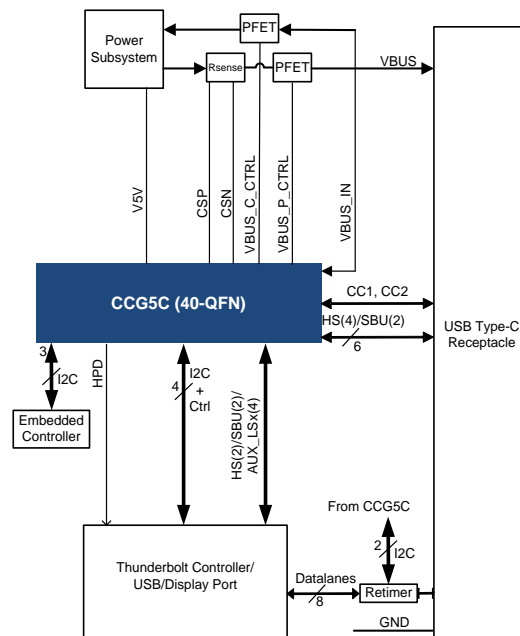 Power
Subsystem
PFET
Rsense
PFET
VBUS
V5V
CSP
CSN
VBUS_C_CTRL
VBUS_P_CTRL
VBUS_IN
CCG5C (40-QFN)
CC1, CC2
HS(4)/SBU(2)
6
USB Type-C
Receptacle
3
I2C
Embedded
Controller
HPD
4
I2C
+
Ctrl
HS(2)/SBU(2)/
AUX_LSx(4)
From CCG5C
2
I2C
Thunderbolt Controller/
USB/Display Port
Datalanes
8
Retimer
GND